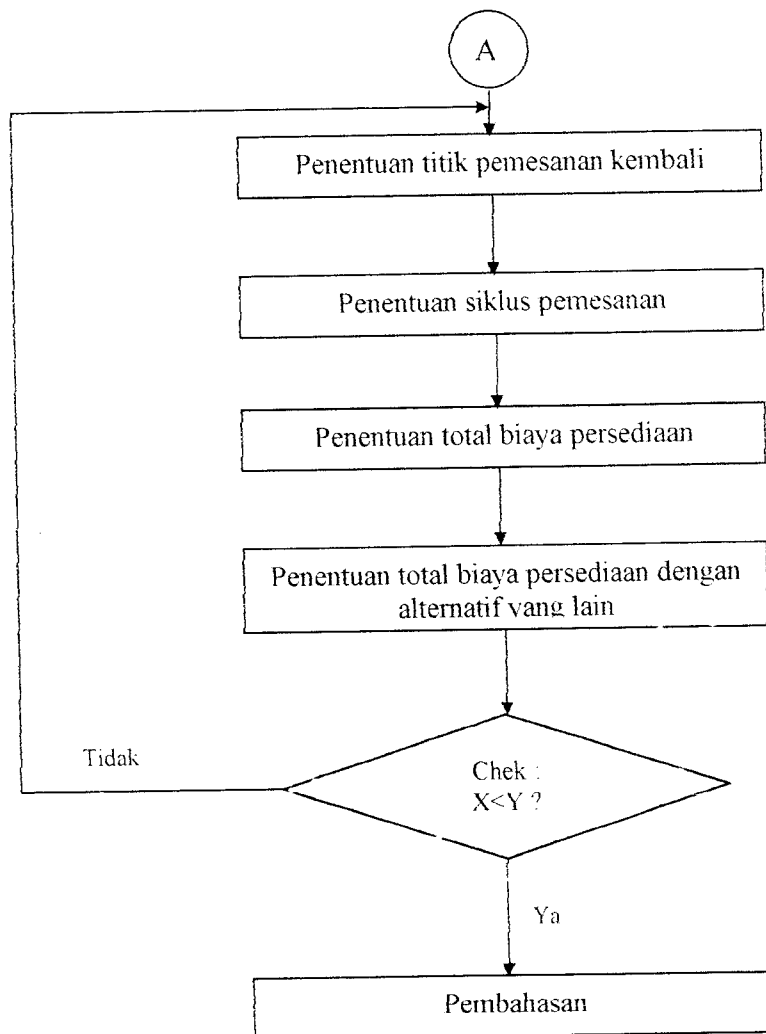 A
Penentuan titik pemesanan kembali
Penentuan siklus pemesanan
Penentuan total biaya persediaan
Penentuan total biaya persediaan dengan
alternatif yang lain
Chek :
X<Y ?
Tidak
Ya
Pembahasan